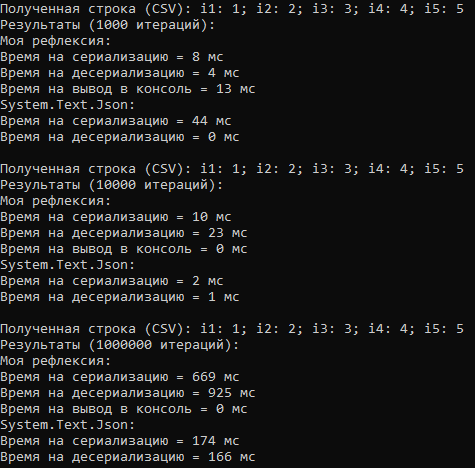 Полученная строка (CSV): i1: 1; i2: 2; i3: 3; i4: 4; i5: 5
Результаты (1000 итераций):
Моя рефлексия:
Время на сериализацию = 8 мс
Время на десериализацию = 4 мс
Время на вывод в консоль = 13 мс
System.Text.Json:
Время на сериализацию = 44 мс
Время на десериализацию = 0 мс

Полученная строка (CSV): i1: 1; i2: 2; i3: 3; i4: 4; i5: 5
Результаты (10000 итераций):
Моя рефлексия:
Время на сериализацию = 10 мс
Время на десериализацию = 23 мс
Время на вывод в консоль = 0 мс
System.Text.Json:
Время на сериализацию = 2 мс
Время на десериализацию = 1 мс

Полученная строка (CSV): i1: 1; i2: 2; i3: 3; i4: 4; i5: 5
Результаты (1000000 итераций):
Моя рефлексия:
Время на сериализацию = 669 мс
Время на десериализацию = 925 мс
Время на вывод в консоль = 0 мс
System.Text.Json:
Время на сериализацию = 174 мс
Время на десериализацию = 166 мс